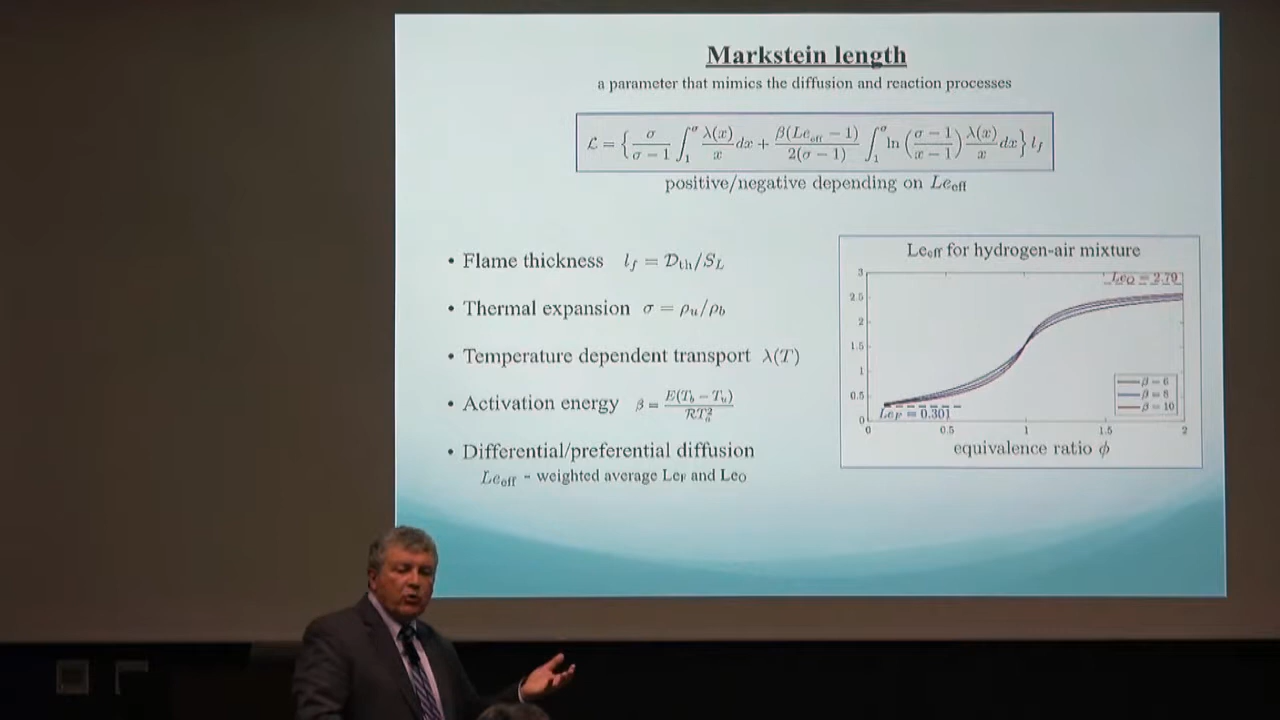 Markstein length
a parameter that mimics the diffusion and reaction processes
ℒ = { σ/(σ − 1) ∫₁^σ λ(x)/x dx + β(Le_eff − 1)/(2(σ − 1)) ∫₁^σ ln((σ − 1)/(x − 1)) λ(x)/x dx } l_f
positive/negative depending on Le_eff
• Flame thickness l_f = 𝒟_th/S_L
• Thermal expansion σ = ρ_u/ρ_b
• Temperature dependent transport λ(T)
• Activation energy β = E(T_b − T_u)/ℛT_a²
• Differential/preferential diffusion
Le_eff - weighted average Le_F and Le_O
Le_eff for hydrogen-air mixture
3
2.5
2
1.5
1
0.5
0
Le_O = 2.79
Le_F = 0.301
β = 6
β = 8
β = 10
0 0.5 1 1.5 2
equivalence ratio ϕ